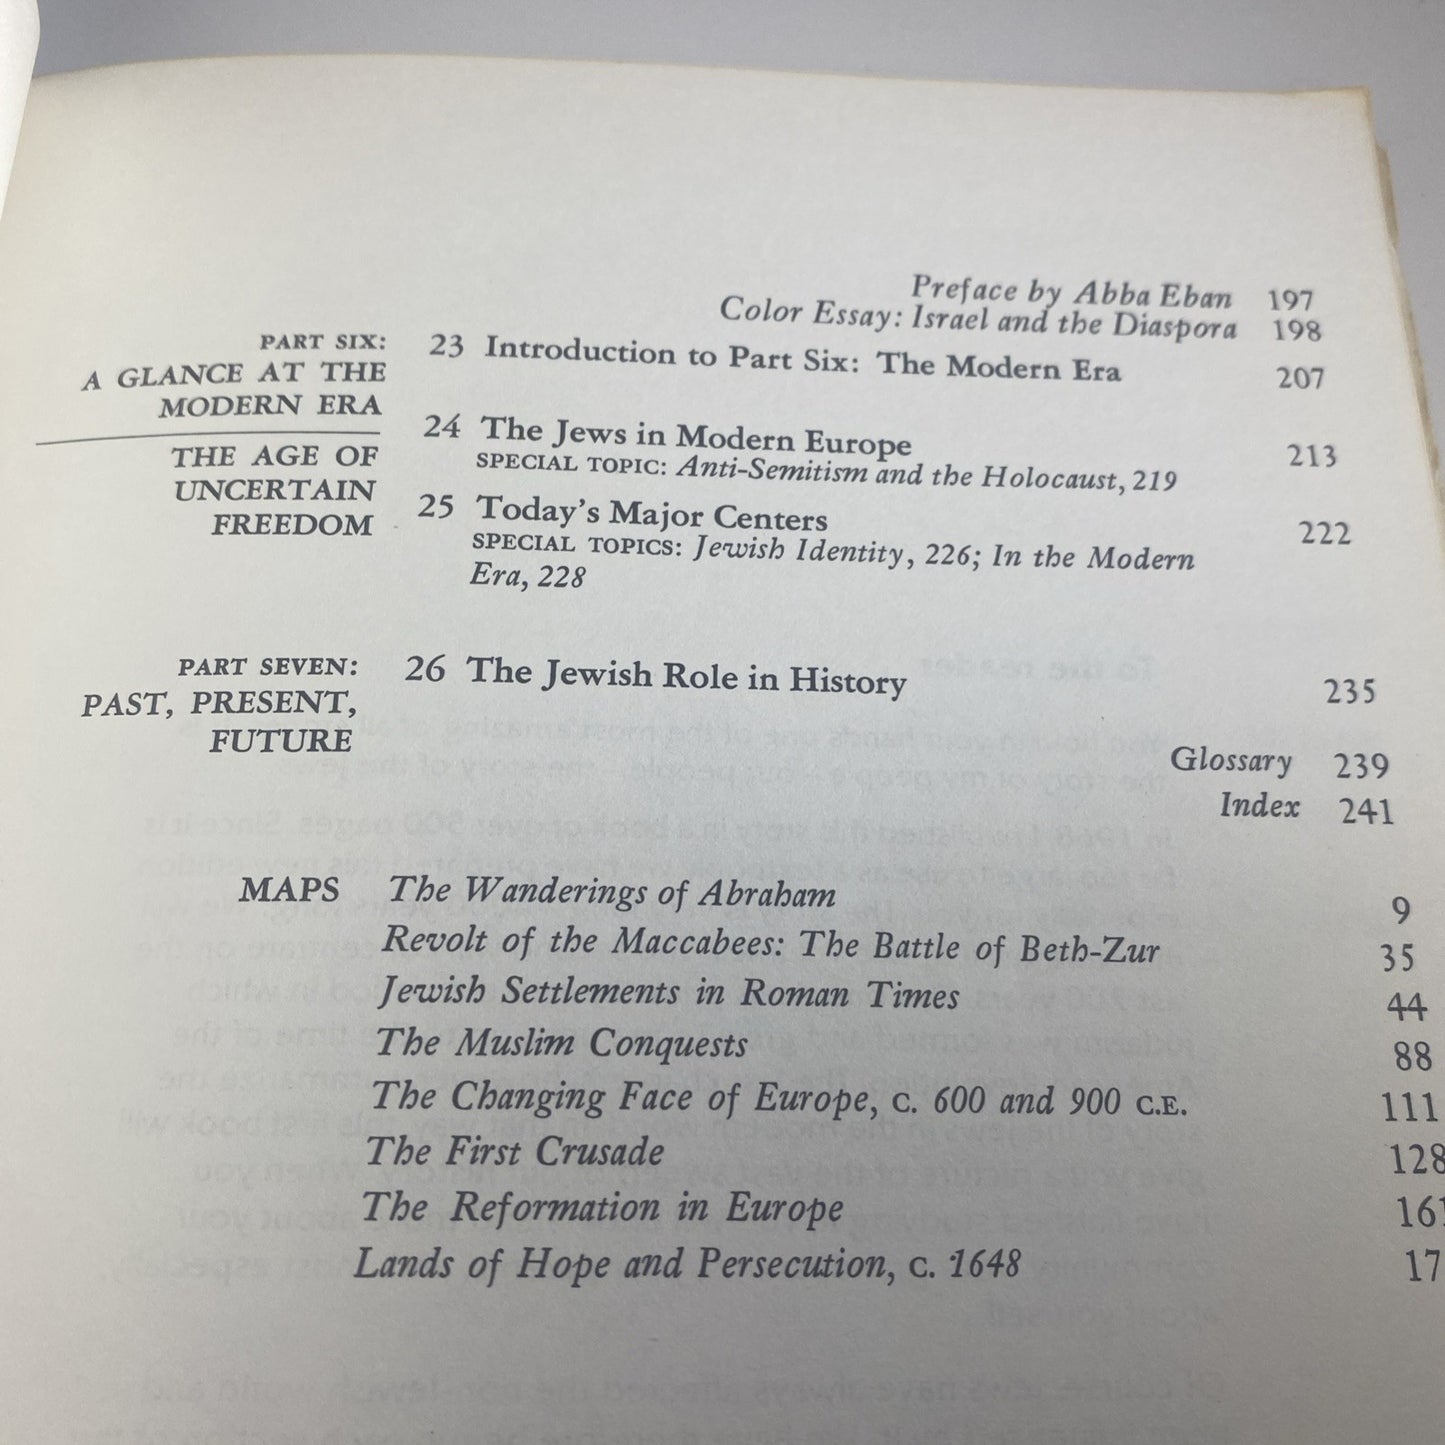 Preface by Abba Eban 197
Color Essay: Israel and the Diaspora 198
PART SIX:
A GLANCE AT THE
MODERN ERA
THE AGE OF
UNCERTAIN
FREEDOM
23 Introduction to Part Six: The Modern Era 207
24 The Jews in Modern Europe 213
SPECIAL TOPIC: Anti-Semitism and the Holocaust, 219
25 Today's Major Centers 222
SPECIAL TOPICS: Jewish Identity, 226; In the Modern
Era, 228
PART SEVEN:
PAST, PRESENT,
FUTURE
26 The Jewish Role in History 235
Glossary 239
Index 241
MAPS The Wanderings of Abraham 9
Revolt of the Maccabees: The Battle of Beth-Zur 35
Jewish Settlements in Roman Times 44
The Muslim Conquests 88
The Changing Face of Europe, C. 600 and 900 C.E. 111
The First Crusade 128
The Reformation in Europe 161
Lands of Hope and Persecution, C. 1648 17